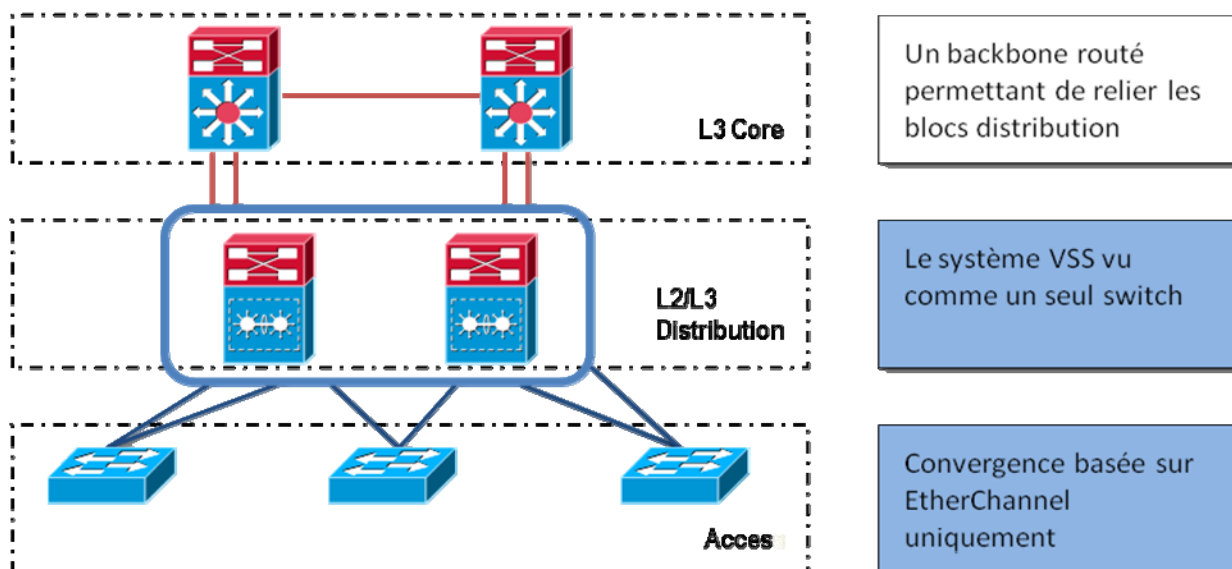 L3 Core
Un backbone routé
permettant de relier les
blocs distribution
L2/L3
Distribution
Le système VSS vu
comme un seul switch
Acces
Convergence basée sur
EtherChannel
uniquement